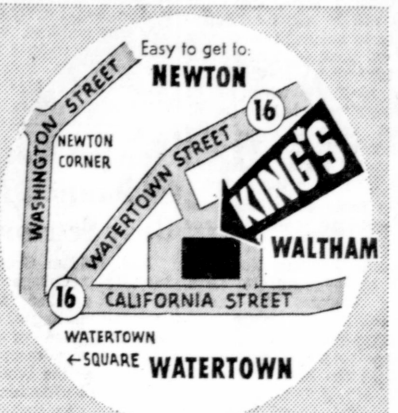 Easy to get to:
NEWTON
16
WASHINGTON STREET
NEWTON
CORNER
WATERTOWN STREET
KING'S
WALTHAM
16
CALIFORNIA STREET
WATERTOWN
←SQUARE
WATERTOWN